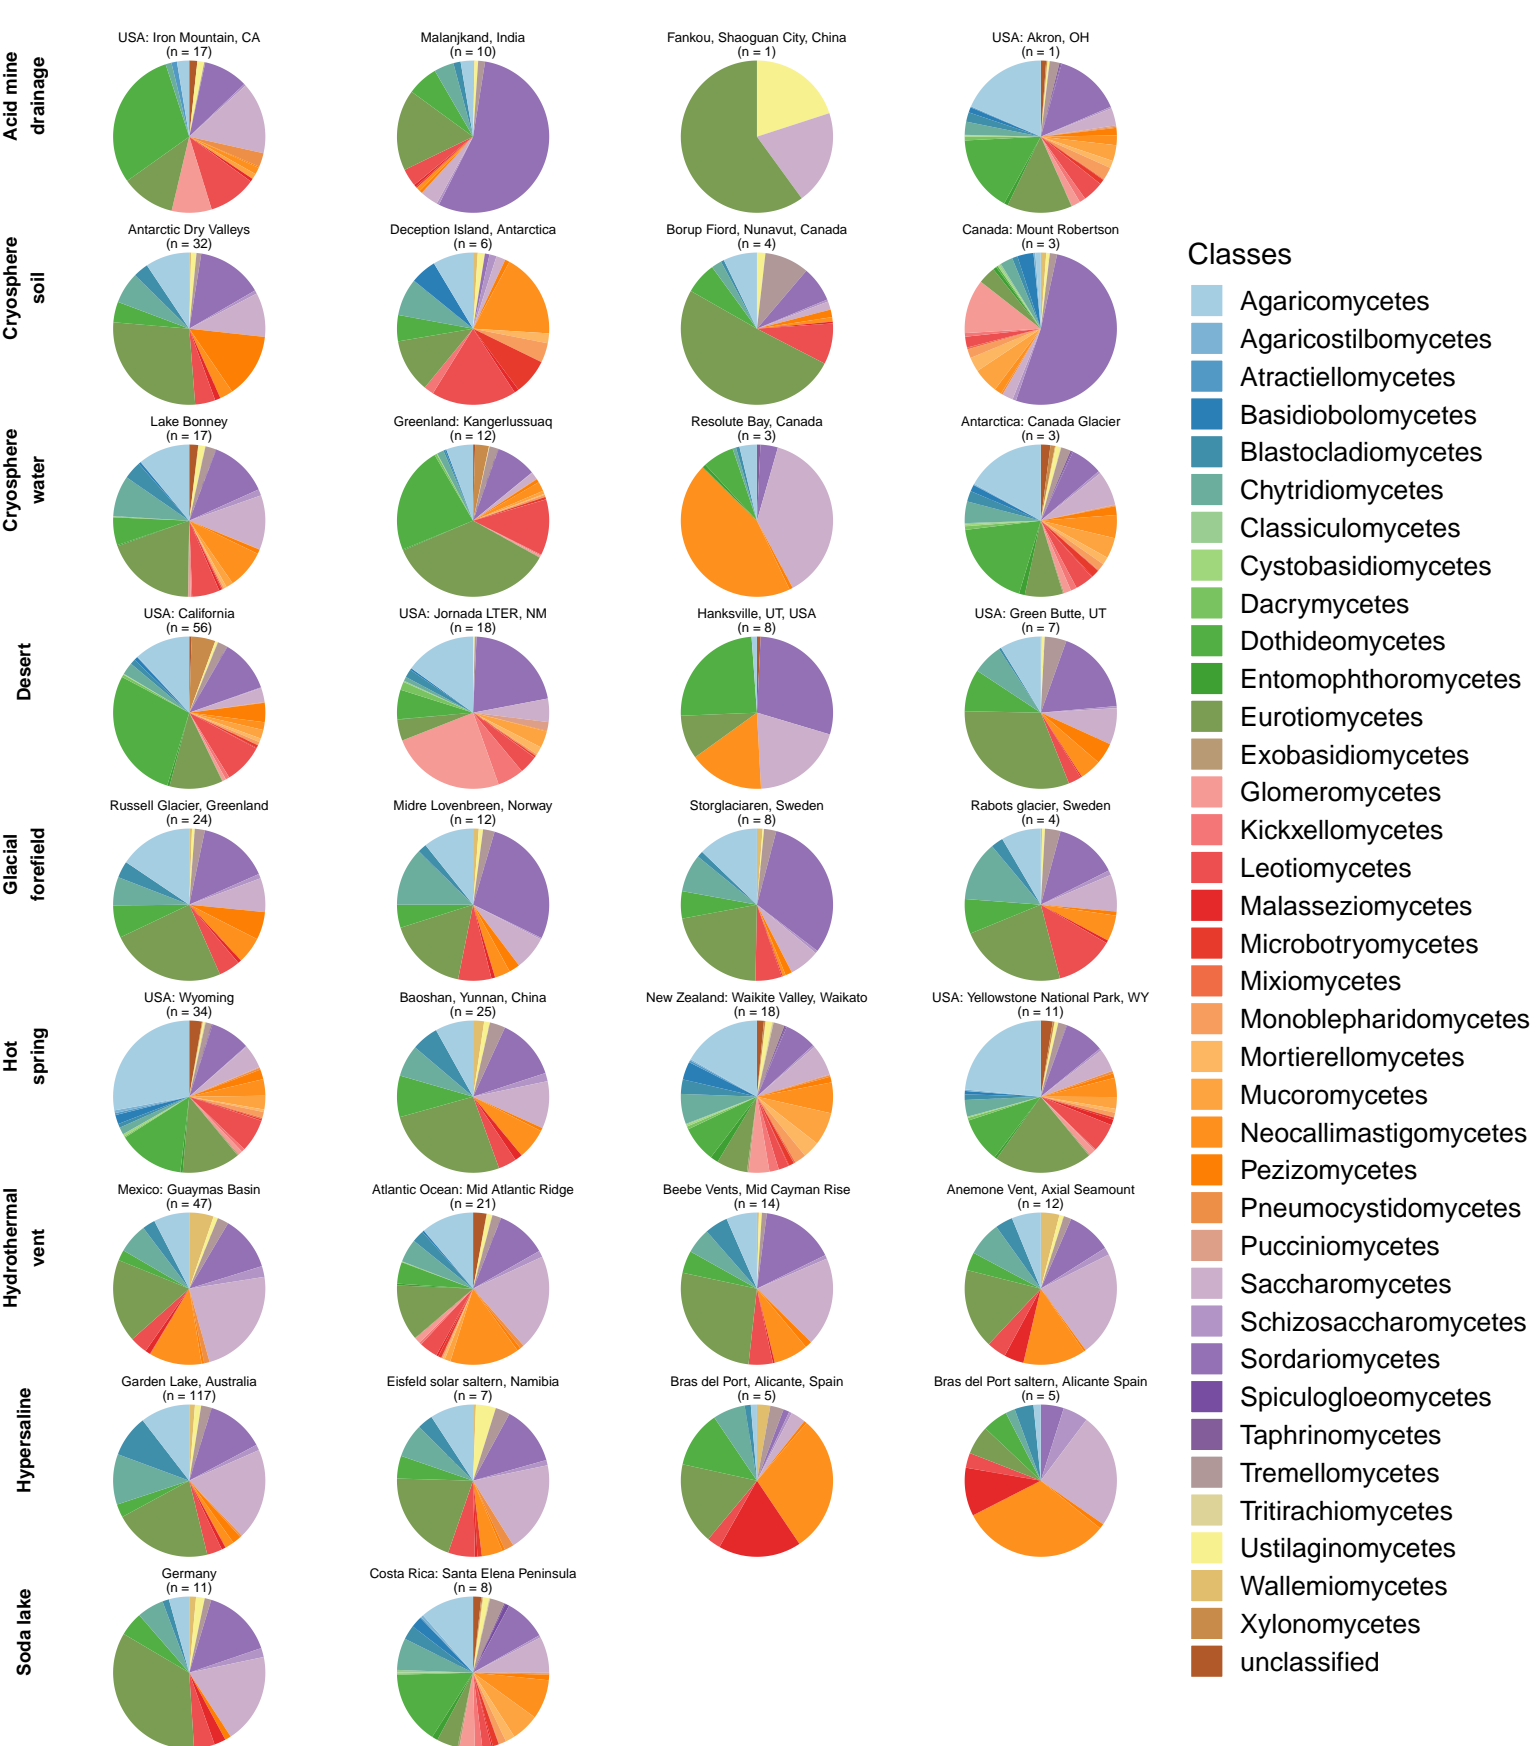 Acid mine
drainage
USA: Iron Mountain, CA
(n = 17)
Malanjkand, India
(n = 10)
Fankou, Shaoguan City, China
(n = 1)
USA: Akron, OH
(n = 1)
Cryosphere
soil
Antarctic Dry Valleys
(n = 32)
Deception Island, Antarctica
(n = 6)
Borup Fiord, Nunavut, Canada
(n = 4)
Canada: Mount Robertson
(n = 3)
Cryosphere
water
Lake Bonney
(n = 17)
Greenland: Kangerlussuaq
(n = 12)
Resolute Bay, Canada
(n = 3)
Antarctica: Canada Glacier
(n = 3)
Desert
USA: California
(n = 56)
USA: Jornada LTER, NM
(n = 18)
Hanksville, UT, USA
(n = 8)
USA: Green Butte, UT
(n = 7)
Glacial
forefield
Russell Glacier, Greenland
(n = 24)
Midre Lovenbreen, Norway
(n = 12)
Storglaciaren, Sweden
(n = 8)
Rabots glacier, Sweden
(n = 4)
Hot
spring
USA: Wyoming
(n = 34)
Baoshan, Yunnan, China
(n = 25)
New Zealand: Waikite Valley, Waikato
(n = 18)
USA: Yellowstone National Park, WY
(n = 11)
Hydrothermal
vent
Mexico: Guaymas Basin
(n = 47)
Atlantic Ocean: Mid Atlantic Ridge
(n = 21)
Beebe Vents, Mid Cayman Rise
(n = 14)
Anemone Vent, Axial Seamount
(n = 12)
Hypersaline
Garden Lake, Australia
(n = 117)
Eisfeld solar saltern, Namibia
(n = 7)
Bras del Port, Alicante, Spain
(n = 5)
Bras del Port saltern, Alicante Spain
(n = 5)
Soda lake
Germany
(n = 11)
Costa Rica: Santa Elena Peninsula
(n = 8)
Classes
Agaricomycetes
Agaricostilbomycetes
Atractiellomycetes
Basidiobolomycetes
Blastocladiomycetes
Chytridiomycetes
Classiculomycetes
Cystobasidiomycetes
Dacrymycetes
Dothideomycetes
Entomophthoromycetes
Eurotiomycetes
Exobasidiomycetes
Glomeromycetes
Kickxellomycetes
Leotiomycetes
Malasseziomycetes
Microbotryomycetes
Mixiomycetes
Monoblepharidomycetes
Mortierellomycetes
Mucoromycetes
Neocallimastigomycetes
Pezizomycetes
Pneumocystidomycetes
Pucciniomycetes
Saccharomycetes
Schizosaccharomycetes
Sordariomycetes
Spiculogloeomycetes
Taphrinomycetes
Tremellomycetes
Tritirachiomycetes
Ustilaginomycetes
Wallemiomycetes
Xylonomycetes
unclassified